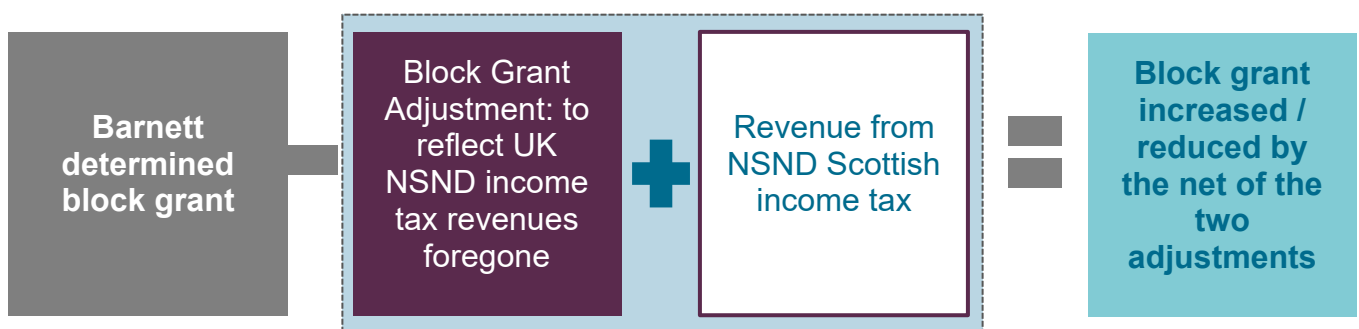 Barnett
determined
block grant
Block Grant
Adjustment: to
reflect UK
NSND income
tax revenues
foregone
Revenue from
NSND Scottish
income tax
Block grant
increased /
reduced by
the net of the
two
adjustments